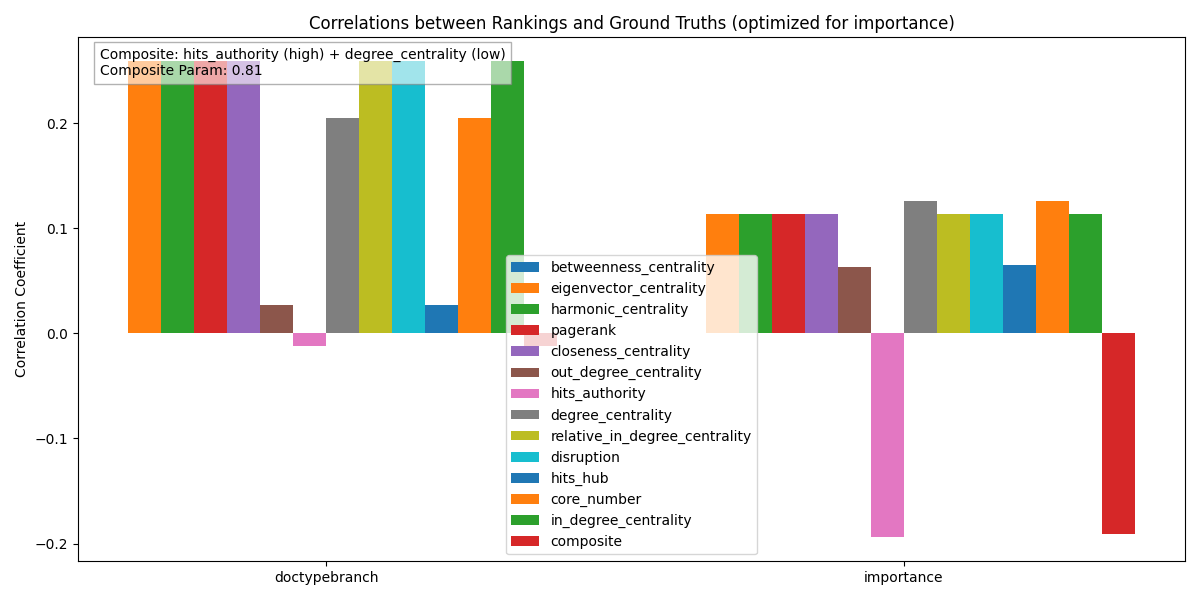 Correlations between Rankings and Ground Truths (optimized for importance)
Composite: hits_authority (high) + degree_centrality (low)
Composite Param: 0.81
Correlation Coefficient
0.2
0.1
0.0
−0.1
−0.2
betweenness_centrality
eigenvector_centrality
harmonic_centrality
pagerank
closeness_centrality
out_degree_centrality
hits_authority
degree_centrality
relative_in_degree_centrality
disruption
hits_hub
core_number
in_degree_centrality
composite
doctypebranch
importance